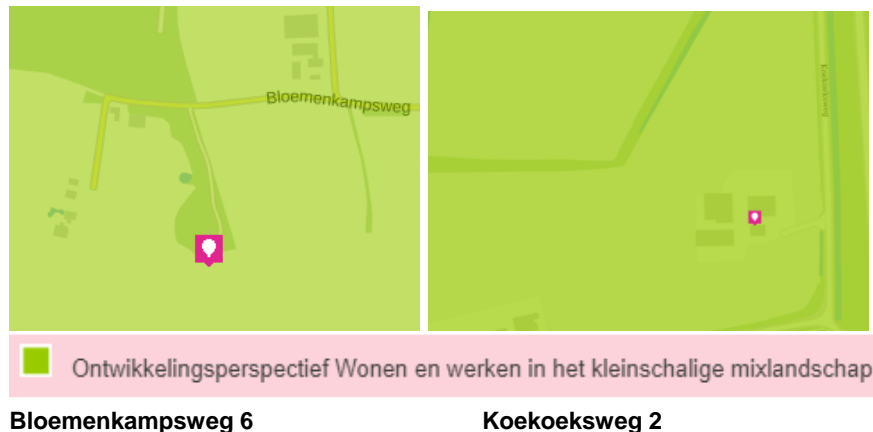 Bloemenkampsweg
Koekoeksweg
Ontwikkelingsperspectief Wonen en werken in het kleinschalige mixlandschap
Bloemenkampsweg 6
Koekoeksweg 2